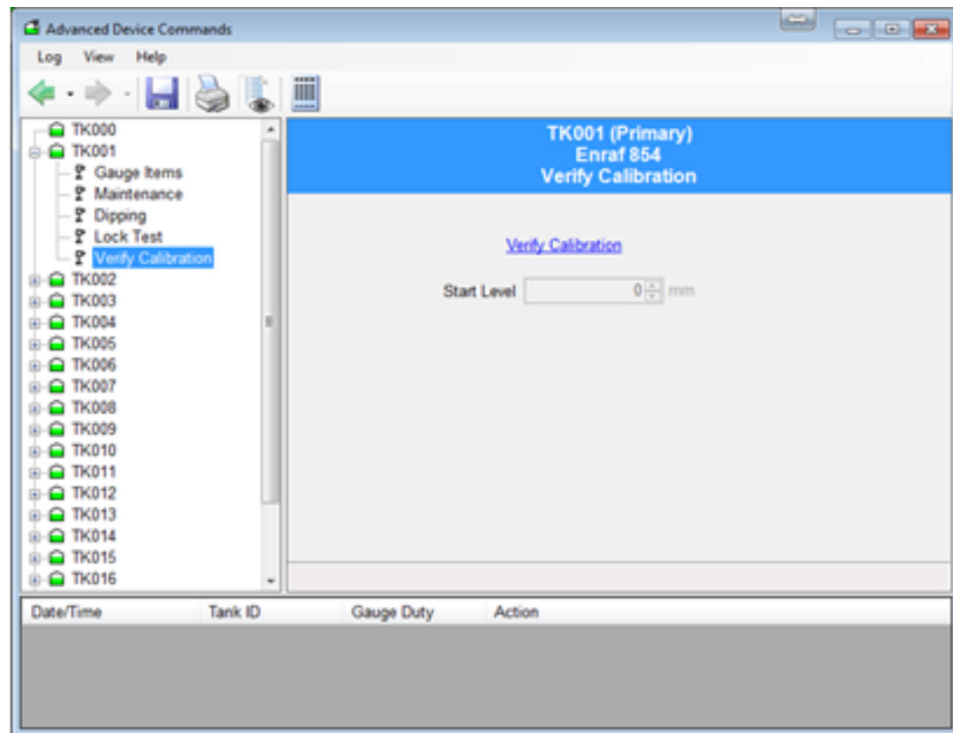 Advanced Device Commands
Log View Help
TK000
TK001
Gauge Items
Maintenance
Dipping
Lock Test
Verify Calibration
TK002
TK003
TK004
TK005
TK006
TK007
TK008
TK009
TK010
TK011
TK012
TK013
TK014
TK015
TK016
TK001 (Primary)
Enraf 854
Verify Calibration
Verify Calibration
Start Level 0 mm
Date/Time Tank ID Gauge Duty Action